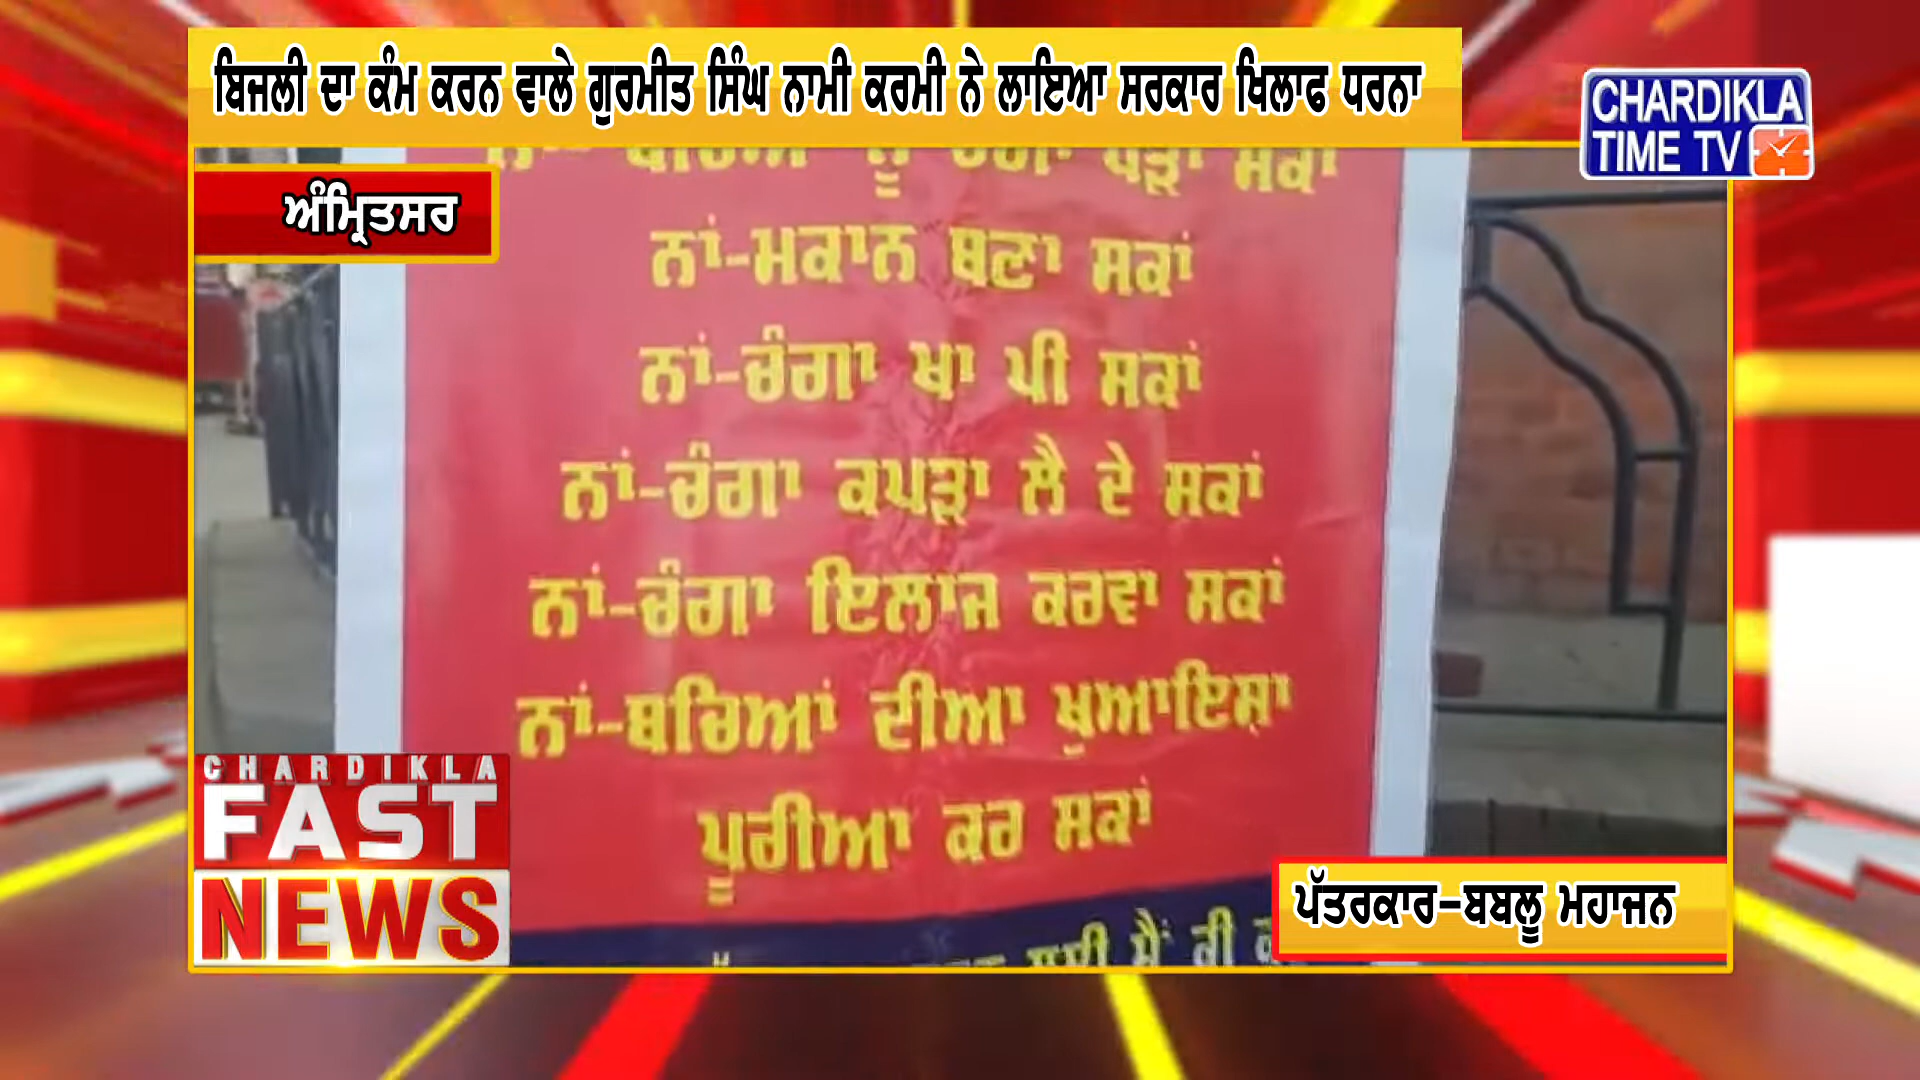 ਬਿਜਲੀ ਦਾ ਕੰਮ ਕਰਨ ਵਾਲੇ ਗੁਰਮੀਤ ਸਿੰਘ ਨਾਮੀ ਕਰਮੀ ਨੇ ਲਾਇਆ ਸਰਕਾਰ ਖਿਲਾਫ ਧਰਨਾ
CHARDIKLA
TIME TV
ਅੰਮ੍ਰਿਤਸਰ
ਨਾਂ-ਮਕਾਨ ਬਣਾ ਸਕਾਂ
ਨਾਂ-ਚੰਗਾ ਖਾ ਪੀ ਸਕਾਂ
ਨਾਂ-ਚੰਗਾ ਕਪੜਾ ਲੈ ਦੇ ਸਕਾਂ
ਨਾਂ-ਚੰਗਾ ਇਲਾਜ ਕਰਵਾ ਸਕਾਂ
ਨਾਂ-ਬਚਿਆਂ ਦੀਆ ਖੁਆਇਸ਼ਾ
ਪੂਰੀਆ ਕਰ ਸਕਾਂ
CHARDIKLA
FAST
NEWS
ਪੱਤਰਕਾਰ-ਬਬਲੂ ਮਹਾਜਨ